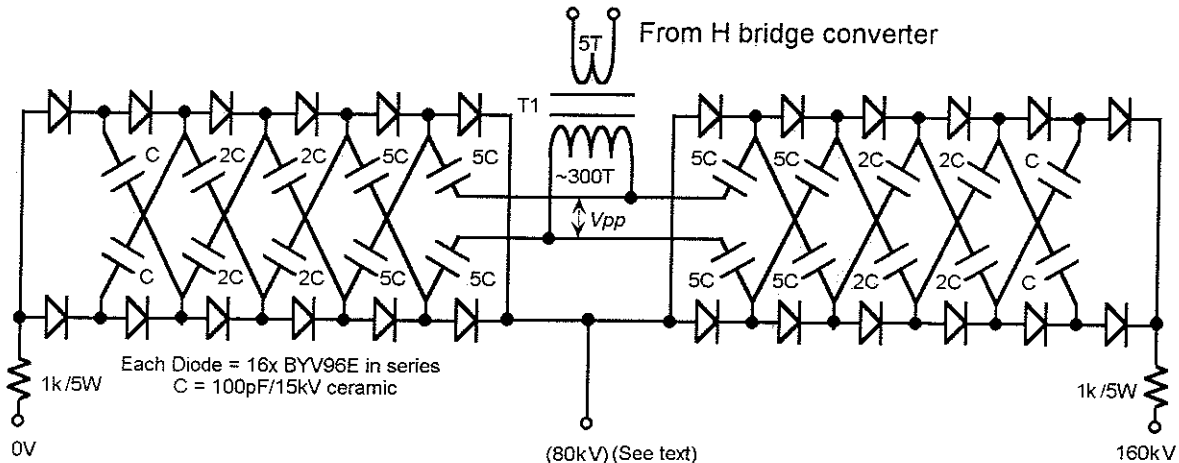 From H bridge converter
5T
T1
~300T
Vpp
C
2C
2C
5C
5C
C
2C
2C
5C
5C
5C
5C
2C
2C
C
5C
5C
2C
2C
C
Each Diode = 16x BYV96E in series
C = 100pF/15kV ceramic
1k/5W
0V
(80kV) (See text)
1k/5W
160kV